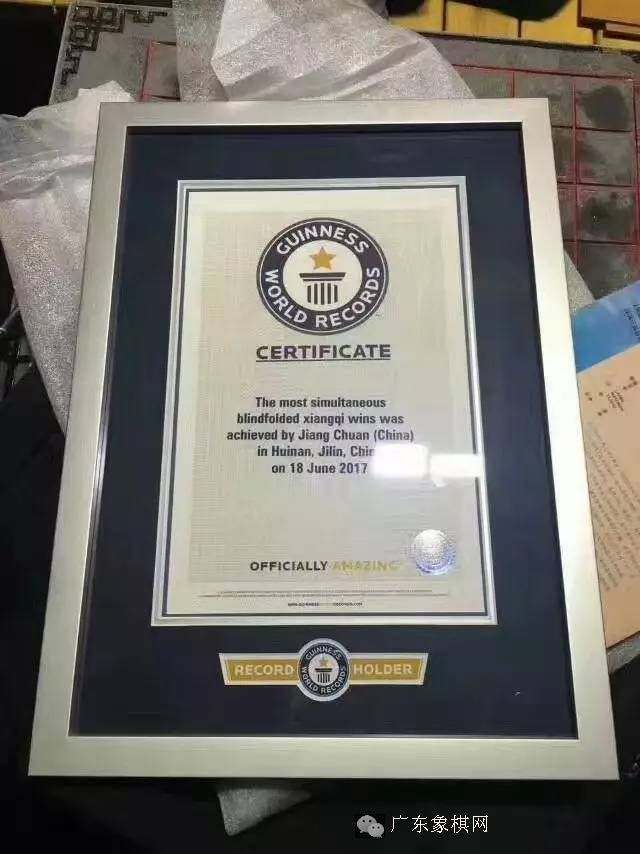 GUINNESS
WORLD RECORDS
CERTIFICATE
The most simultaneous
blindfolded xiangqi wins was
achieved by Jiang Chuan (China)
in Huinan, Jilin, Chin
on 18 June 2017
OFFICIALLY AMAZING
RECORD HOLDER
GUINNESS
WORLD RECORDS
广东象棋网